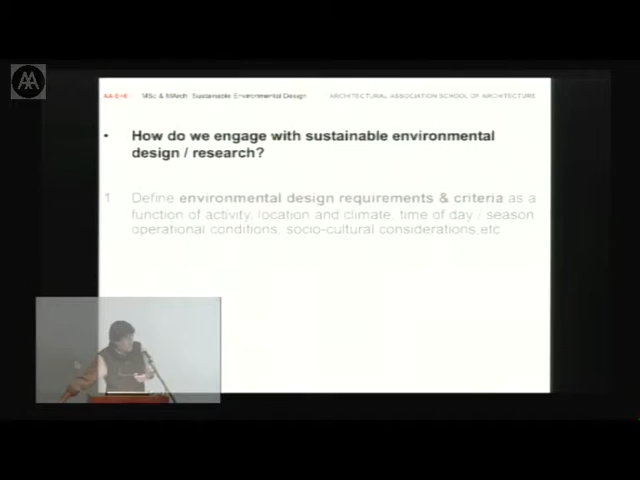 AA
AA E+E MSc & MArch Sustainable Environmental Design ARCHITECTURAL ASSOCIATION SCHOOL OF ARCHITECTURE
• How do we engage with sustainable environmental
design / research?
1 Define environmental design requirements & criteria as a
function of activity, location and climate, time of day / season
operational conditions, socio-cultural considerations,etc